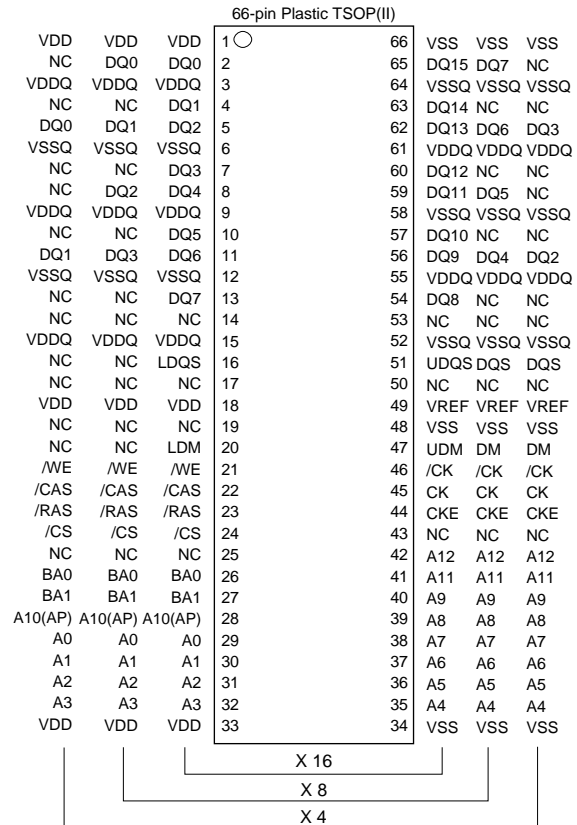 66-pin Plastic TSOP(II)
VDD VDD VDD 1 66 VSS VSS VSS
NC DQ0 DQ0 2 65 DQ15 DQ7 NC
VDDQ VDDQ VDDQ 3 64 VSSQ VSSQ VSSQ
NC NC DQ1 4 63 DQ14 NC NC
DQ0 DQ1 DQ2 5 62 DQ13 DQ6 DQ3
VSSQ VSSQ VSSQ 6 61 VDDQ VDDQ VDDQ
NC NC DQ3 7 60 DQ12 NC NC
NC DQ2 DQ4 8 59 DQ11 DQ5 NC
VDDQ VDDQ VDDQ 9 58 VSSQ VSSQ VSSQ
NC NC DQ5 10 57 DQ10 NC NC
DQ1 DQ3 DQ6 11 56 DQ9 DQ4 DQ2
VSSQ VSSQ VSSQ 12 55 VDDQ VDDQ VDDQ
NC NC DQ7 13 54 DQ8 NC NC
NC NC NC 14 53 NC NC NC
VDDQ VDDQ VDDQ 15 52 VSSQ VSSQ VSSQ
NC NC LDQS 16 51 UDQS DQS DQS
NC NC NC 17 50 NC NC NC
VDD VDD VDD 18 49 VREF VREF VREF
NC NC NC 19 48 VSS VSS VSS
NC NC LDM 20 47 UDM DM DM
/WE /WE /WE 21 46 /CK /CK /CK
/CAS /CAS /CAS 22 45 CK CK CK
/RAS /RAS /RAS 23 44 CKE CKE CKE
/CS /CS /CS 24 43 NC NC NC
NC NC NC 25 42 A12 A12 A12
BA0 BA0 BA0 26 41 A11 A11 A11
BA1 BA1 BA1 27 40 A9 A9 A9
A10(AP) A10(AP) A10(AP) 28 39 A8 A8 A8
A0 A0 A0 29 38 A7 A7 A7
A1 A1 A1 30 37 A6 A6 A6
A2 A2 A2 31 36 A5 A5 A5
A3 A3 A3 32 35 A4 A4 A4
VDD VDD VDD 33 34 VSS VSS VSS
X 16
X 8
X 4